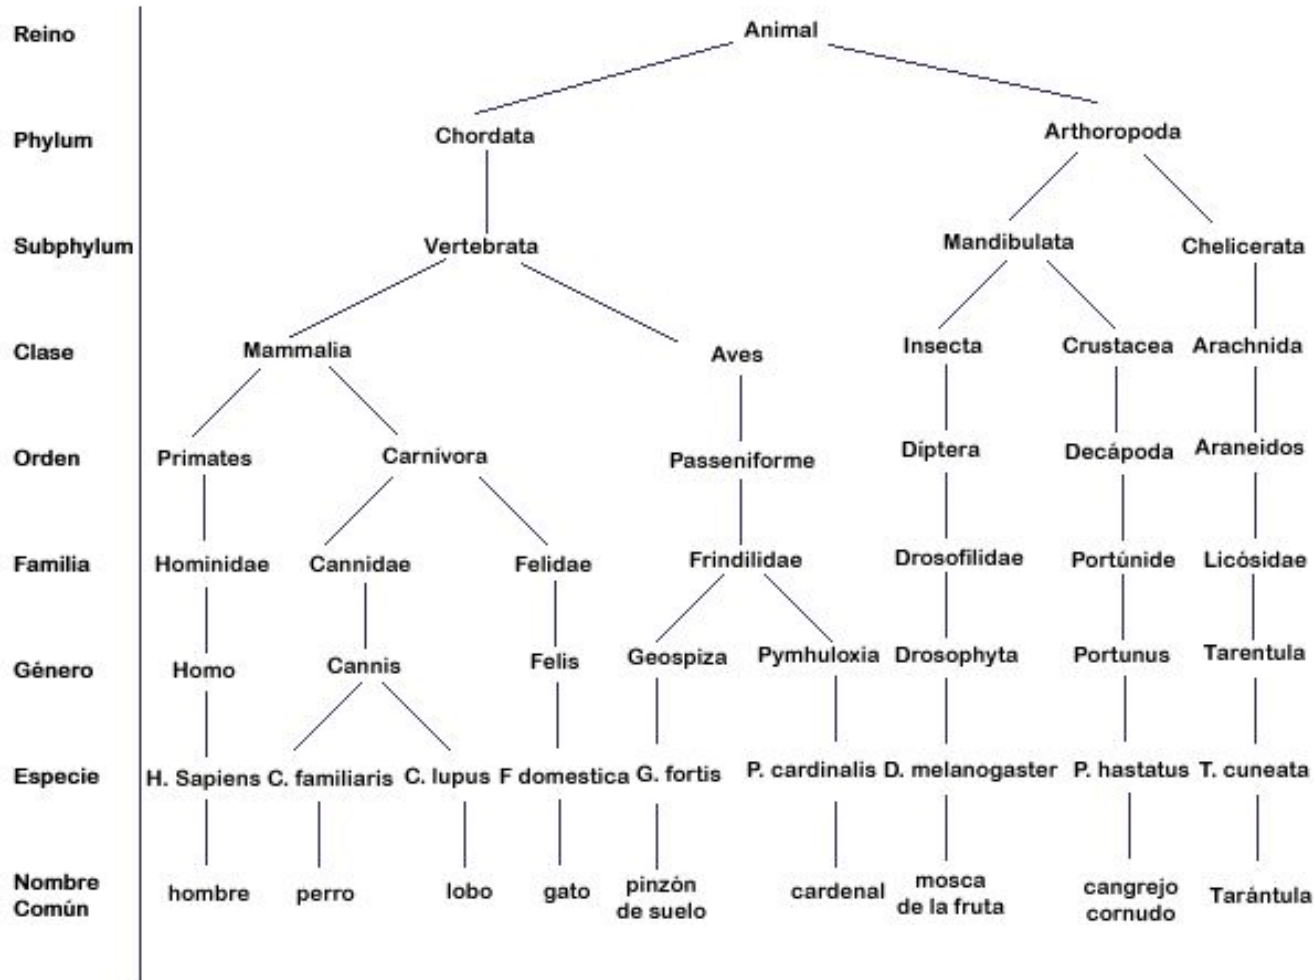 Reino Animal
Phylum Chordata Arthoropoda
Subphylum Vertebrata Mandibulata Chelicerata
Clase Mammalia Aves Insecta Crustacea Arachnida
Orden Primates Carnívora Passeniforme Díptera Decápoda Araneidos
Familia Hominidae Cannidae Felidae Frindilidae Drosofilidae Portúnide Licósidae
Género Homo Cannis Felis Geospiza Pymhuloxia Drosophyta Portunus Tarentula
Especie H. Sapiens C. familiaris C. lupus F domestica G. fortis P. cardinalis D. melanogaster P. hastatus T. cuneata
Nombre
Común
hombre
perro
lobo
gato
pinzón
de suelo
cardenal
mosca
de la fruta
cangrejo
cornudo
Tarántula